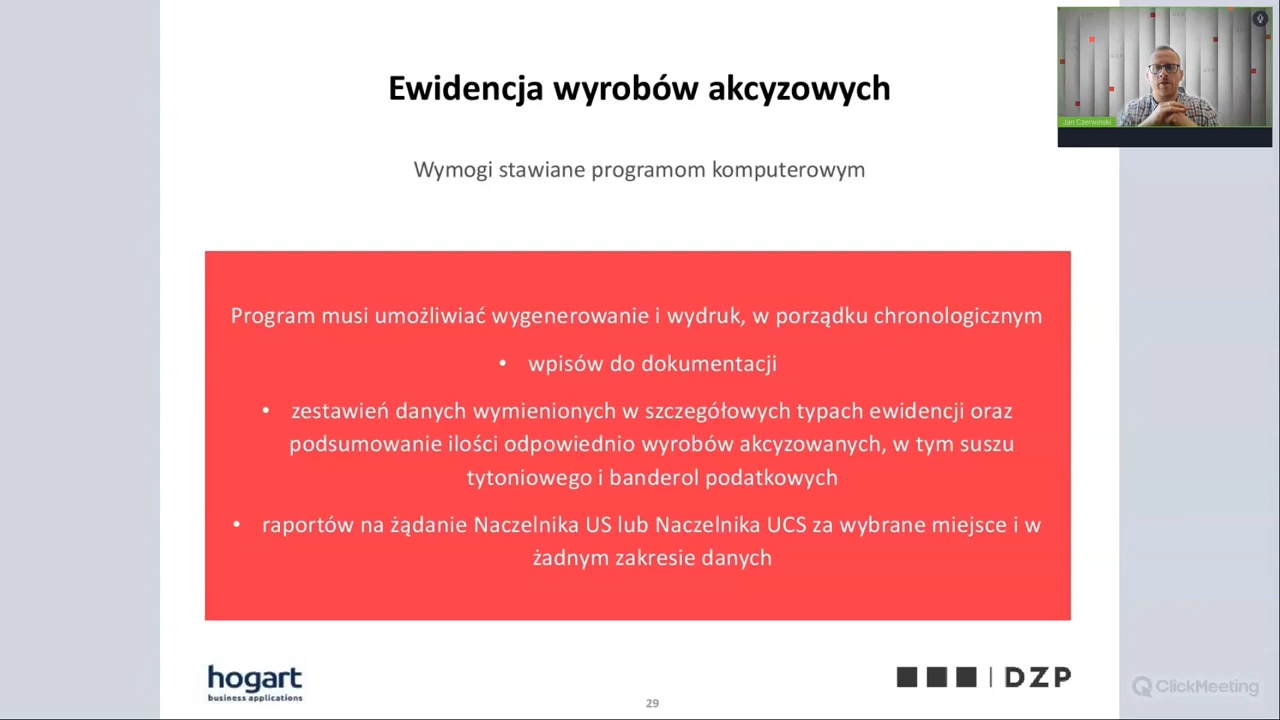 Ewidencja wyrobów akcyzowych
Wymogi stawiane programom komputerowym
Program musi umożliwiać wygenerowanie i wydruk, w porządku chronologicznym
• wpisów do dokumentacji
• zestawień danych wymienionych w szczegółowych typach ewidencji oraz
podsumowanie ilości odpowiednio wyrobów akcyzowanych, w tym suszu
tytoniowego i banderol podatkowych
• raportów na żądanie Naczelnika US lub Naczelnika UCS za wybrane miejsce i w
żadnym zakresie danych
hogart
business applications
29
DZP
ClickMeeting
Jan Czerwiński